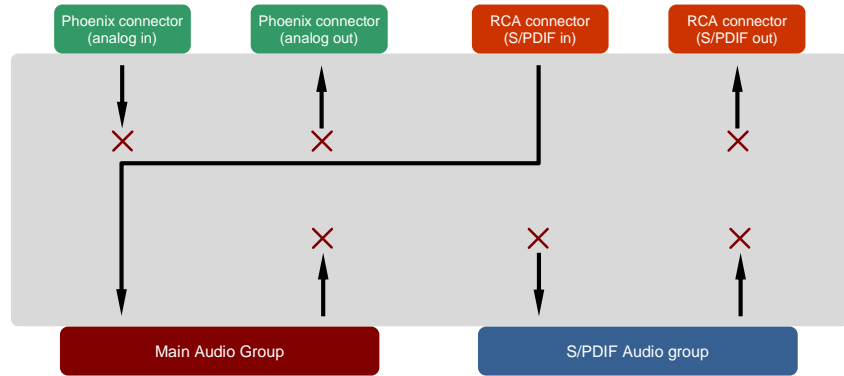 Phoenix connector
(analog in)
Phoenix connector
(analog out)
RCA connector
(S/PDIF in)
RCA connector
(S/PDIF out)
Main Audio Group
S/PDIF Audio group